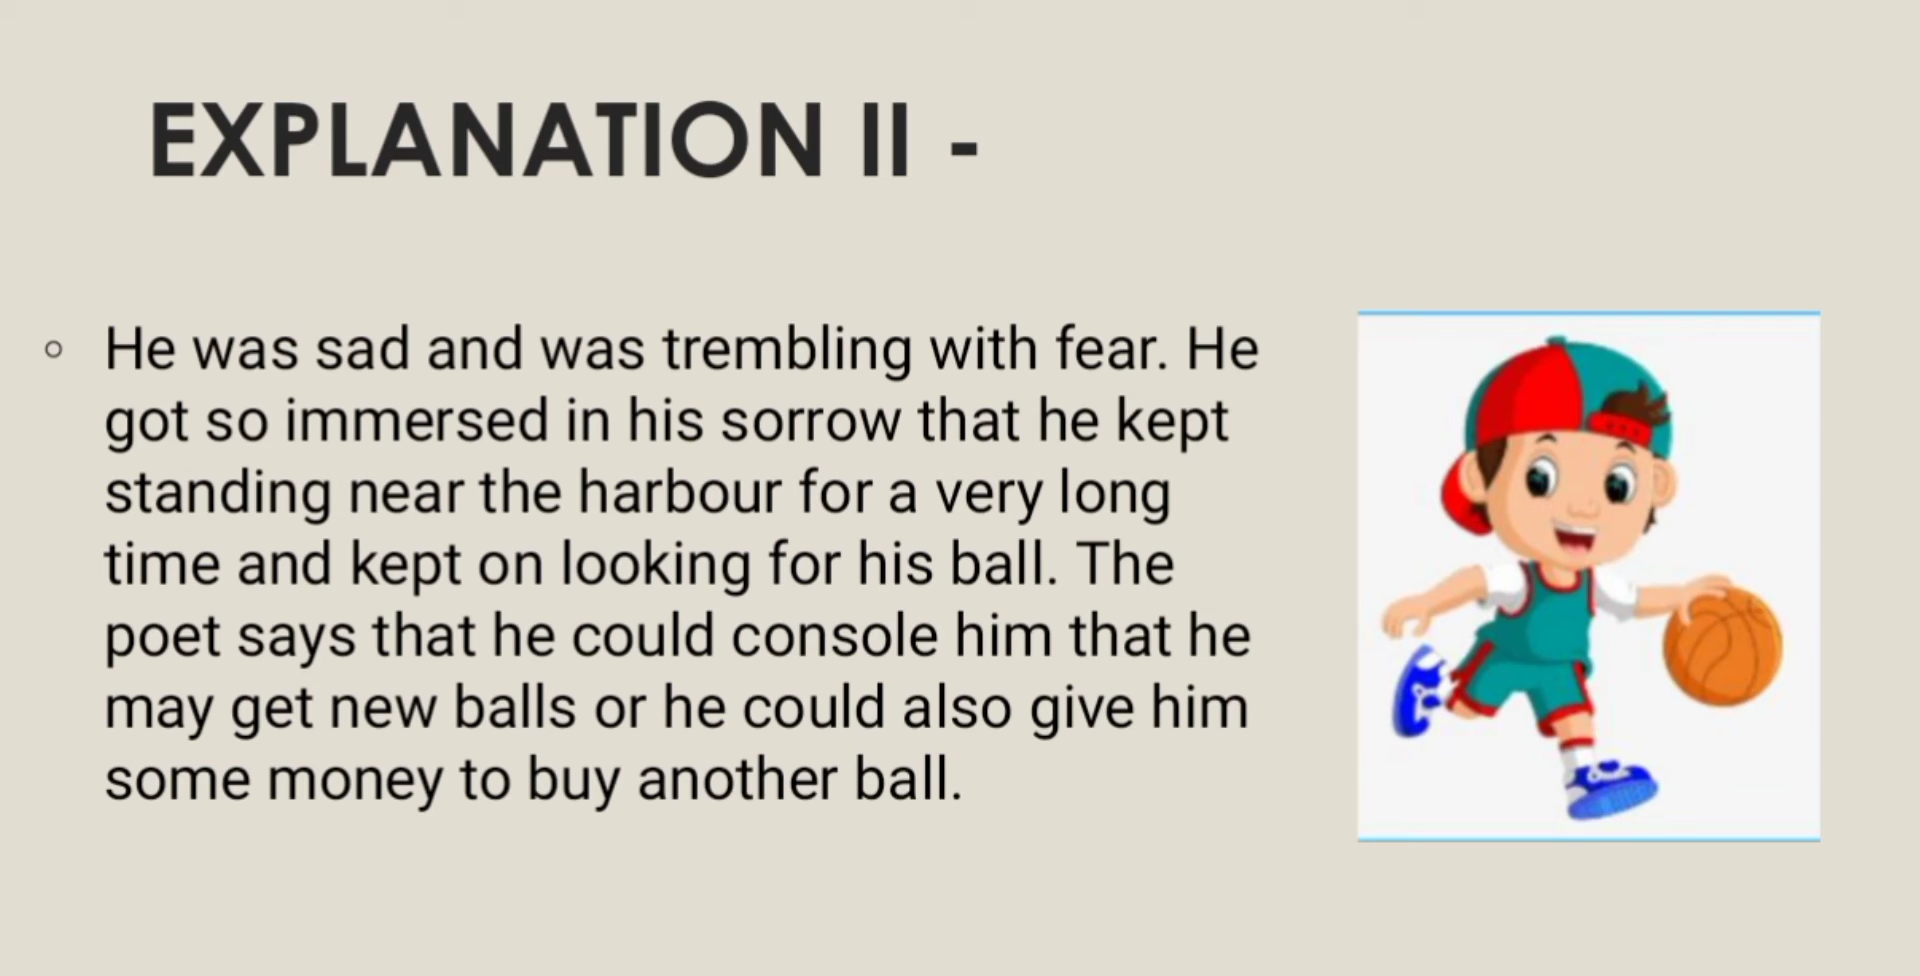 EXPLANATION II -
He was sad and was trembling with fear. He
got so immersed in his sorrow that he kept
standing near the harbour for a very long
time and kept on looking for his ball. The
poet says that he could console him that he
may get new balls or he could also give him
some money to buy another ball.